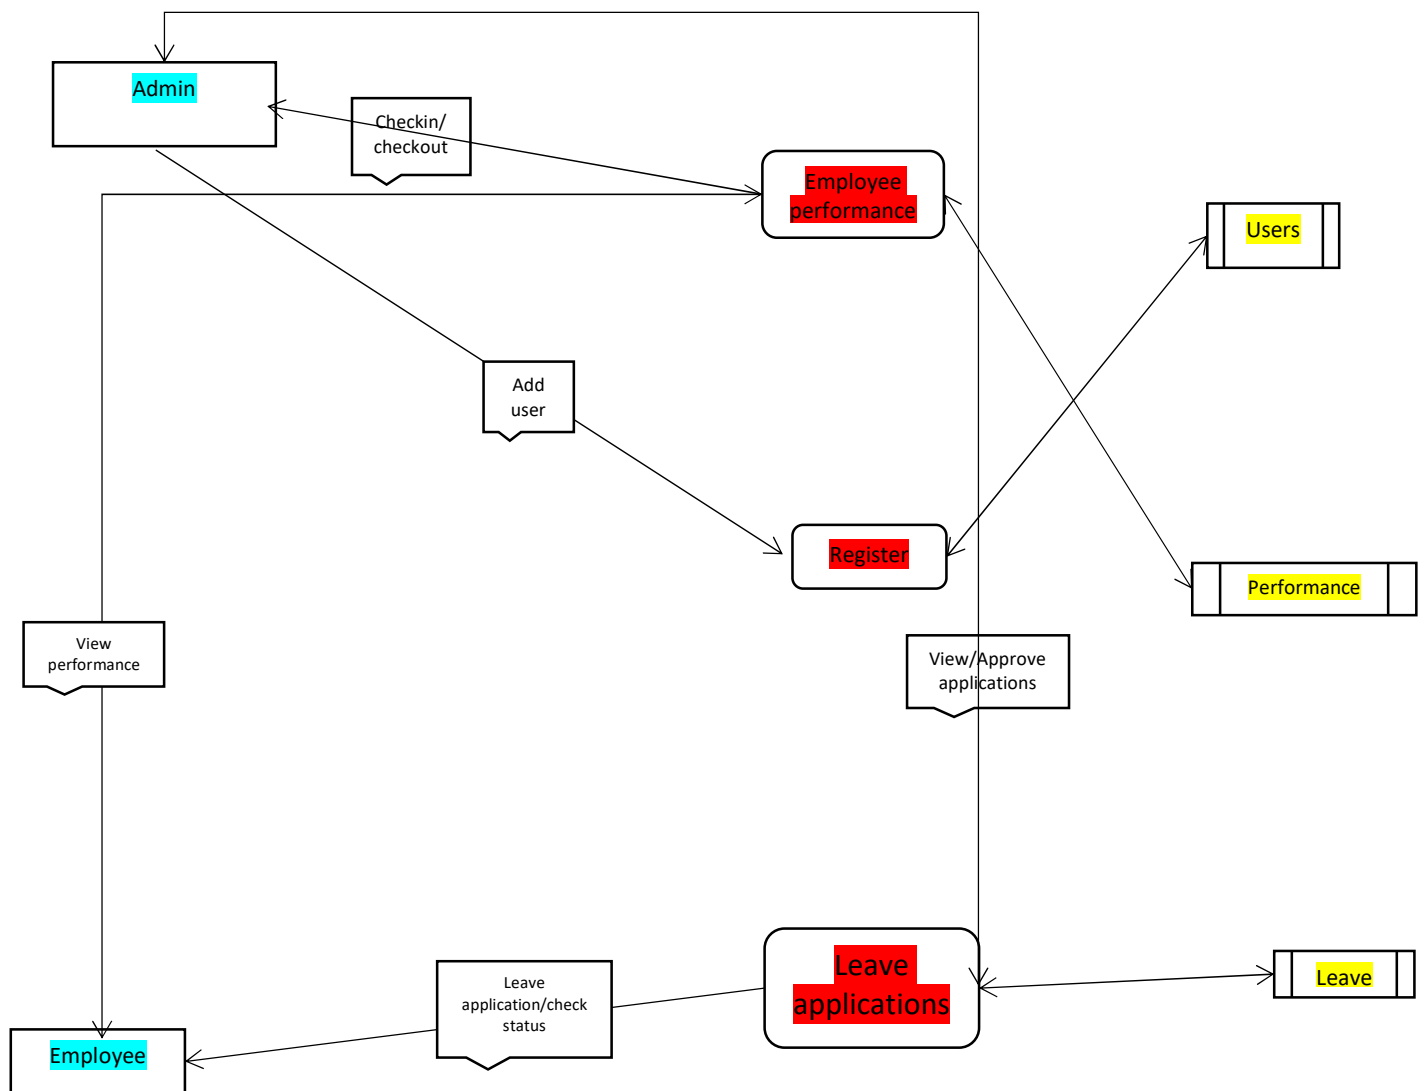 Admin
Checkin/
checkout
Employee
performance
Users
Add
user
Register
Performance
View
performance
View/Approve
applications
Leave
applications
Leave
application/check
status
Leave
Employee